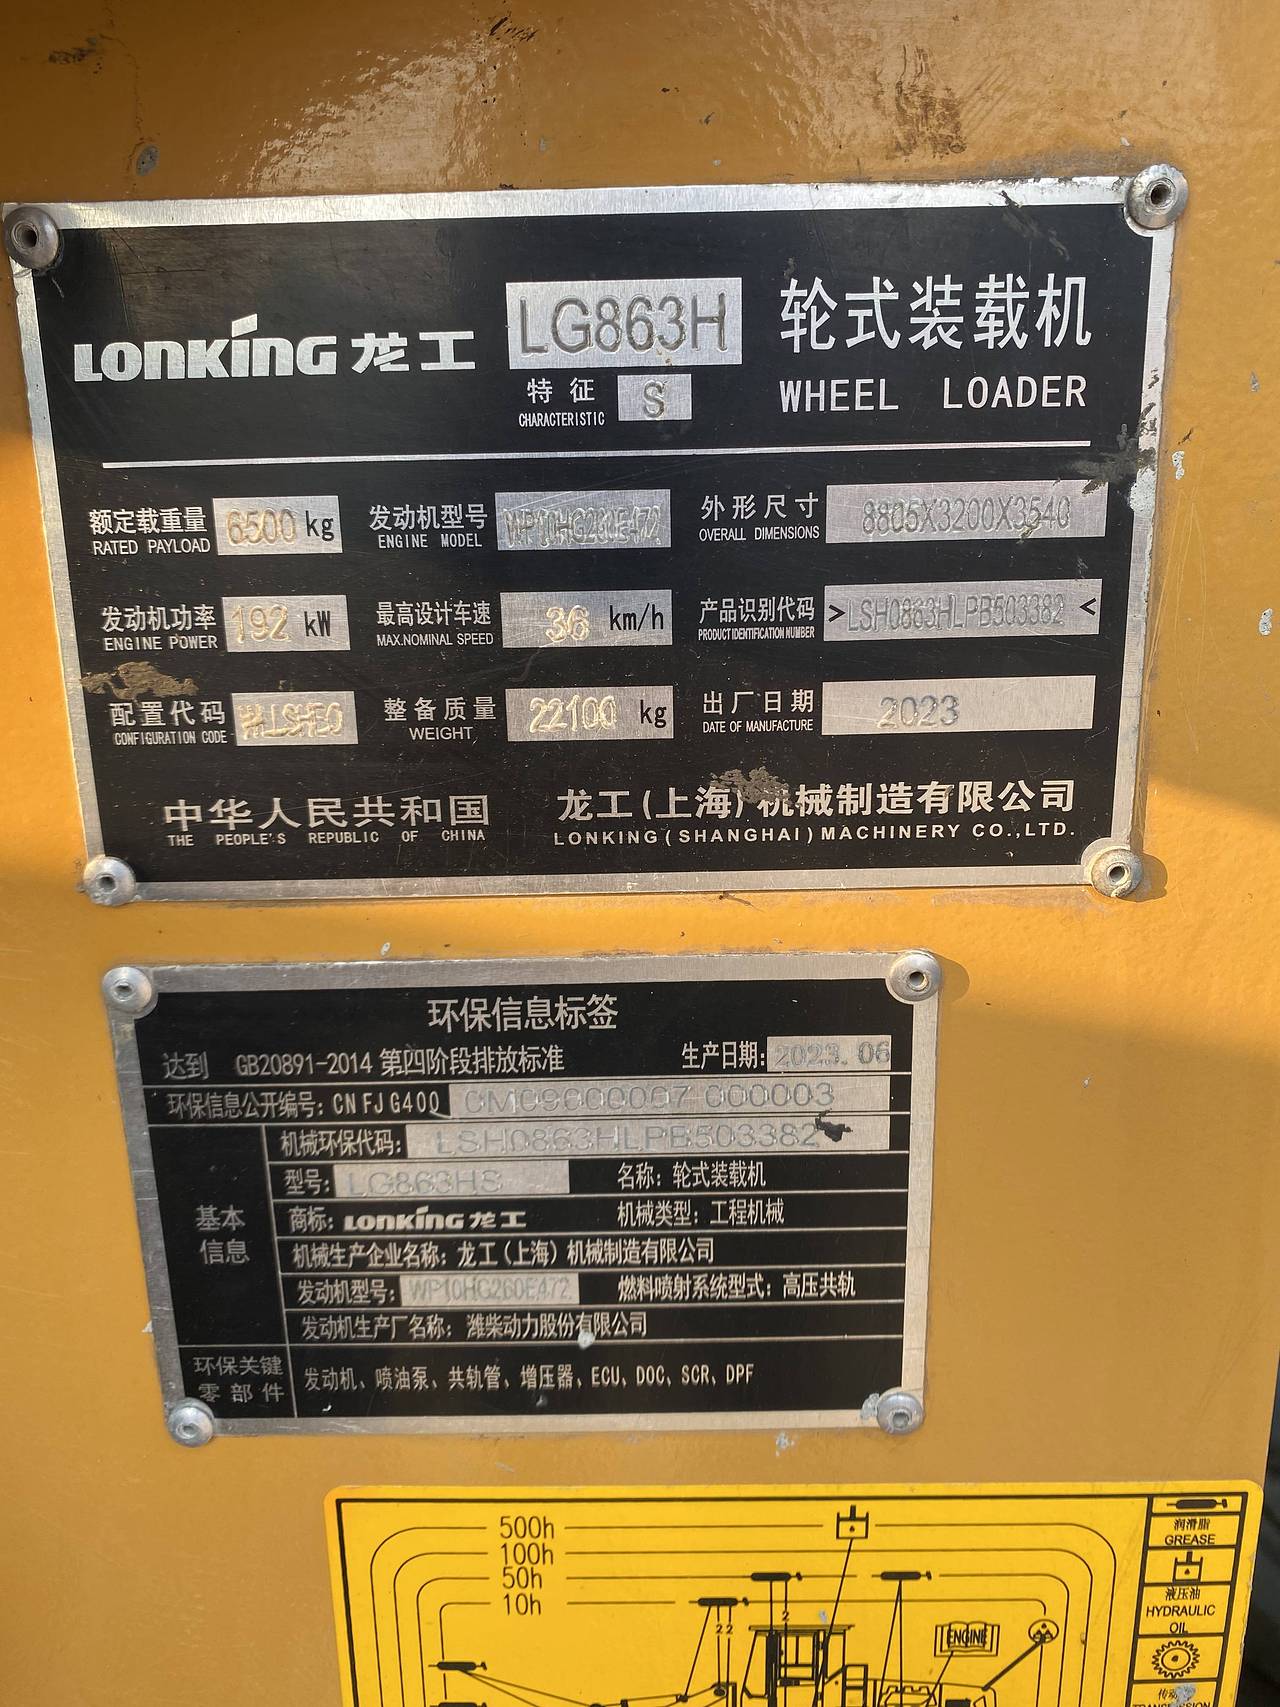 LONKING 龙工 LG863H 轮式装载机
特征 S WHEEL LOADER
CHARACTERISTIC
额定载重量 6500 kg 发动机型号 WP10HG260E472 外形尺寸 8805X3200X3540
RATED PAYLOAD ENGINE MODEL OVERALL DIMENSIONS
发动机功率 192 kW 最高设计车速 36 km/h 产品识别代码 >LSH0863HLPB503382<
ENGINE POWER MAX.NOMINAL SPEED PRODUCT IDENTIFICATION NUMBER
配置代码 整备质量 22100 kg 出厂日期 2023
CONFIGURATION CODE WEIGHT DATE OF MANUFACTURE
中华人民共和国 龙工(上海)机械制造有限公司
THE PEOPLE'S REPUBLIC OF CHINA LONKING(SHANGHAI)MACHINERY CO.,LTD.
环保信息标签
达到 GB20891-2014 第四阶段排放标准 生产日期: 2023.06
环保信息公开编号: CN FJ G400 600003
机械环保代码: LSH0863HLPB503382
型号: LG863HS 名称: 轮式装载机
商标: LONKING 龙工 机械类型: 工程机械
基本信息
机械生产企业名称: 龙工(上海)机械制造有限公司
发动机型号: WP10HG260E472 燃料喷射系统型式: 高压共轨
发动机生产厂名称: 潍柴动力股份有限公司
环保关键零部件 发动机、喷油泵、共轨管、增压器、ECU、DOC、SCR、DPF
500h
100h
50h
10h
2 2
2
ENGINE
润滑脂
GREASE
液压油
HYDRAULIC
OIL